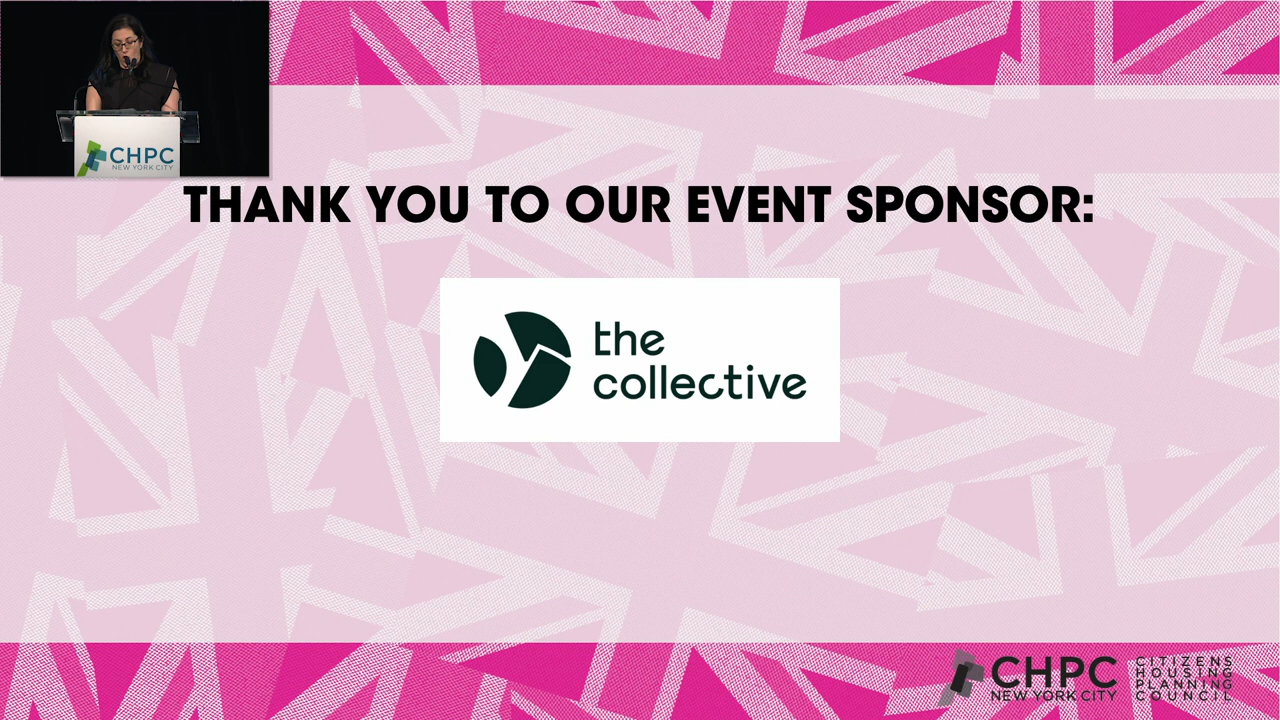 CHPC
NEW YORK CITY
THANK YOU TO OUR EVENT SPONSOR:
the
collective
CHPC
NEW YORK CITY
CITIZENS
HOUSING
PLANNING
COUNCIL